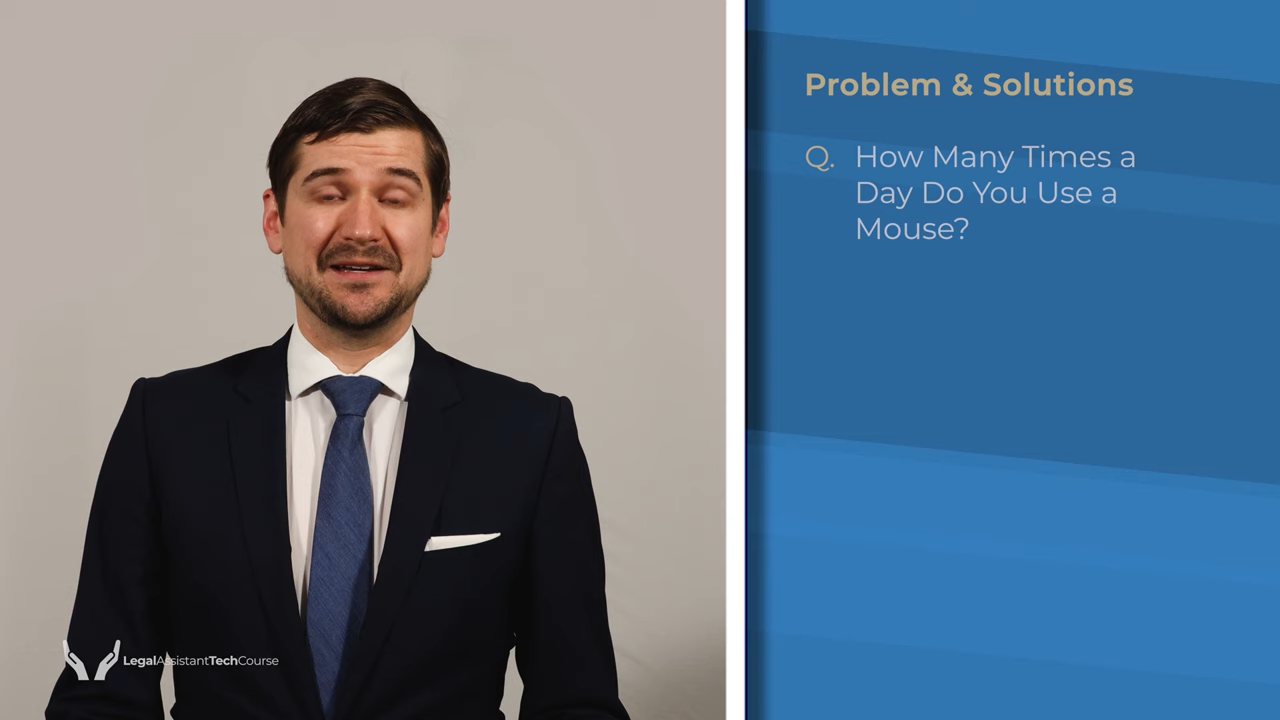 Problem & Solutions
Q. How Many Times a
Day Do You Use a
Mouse?
LegalAssistantTechCourse